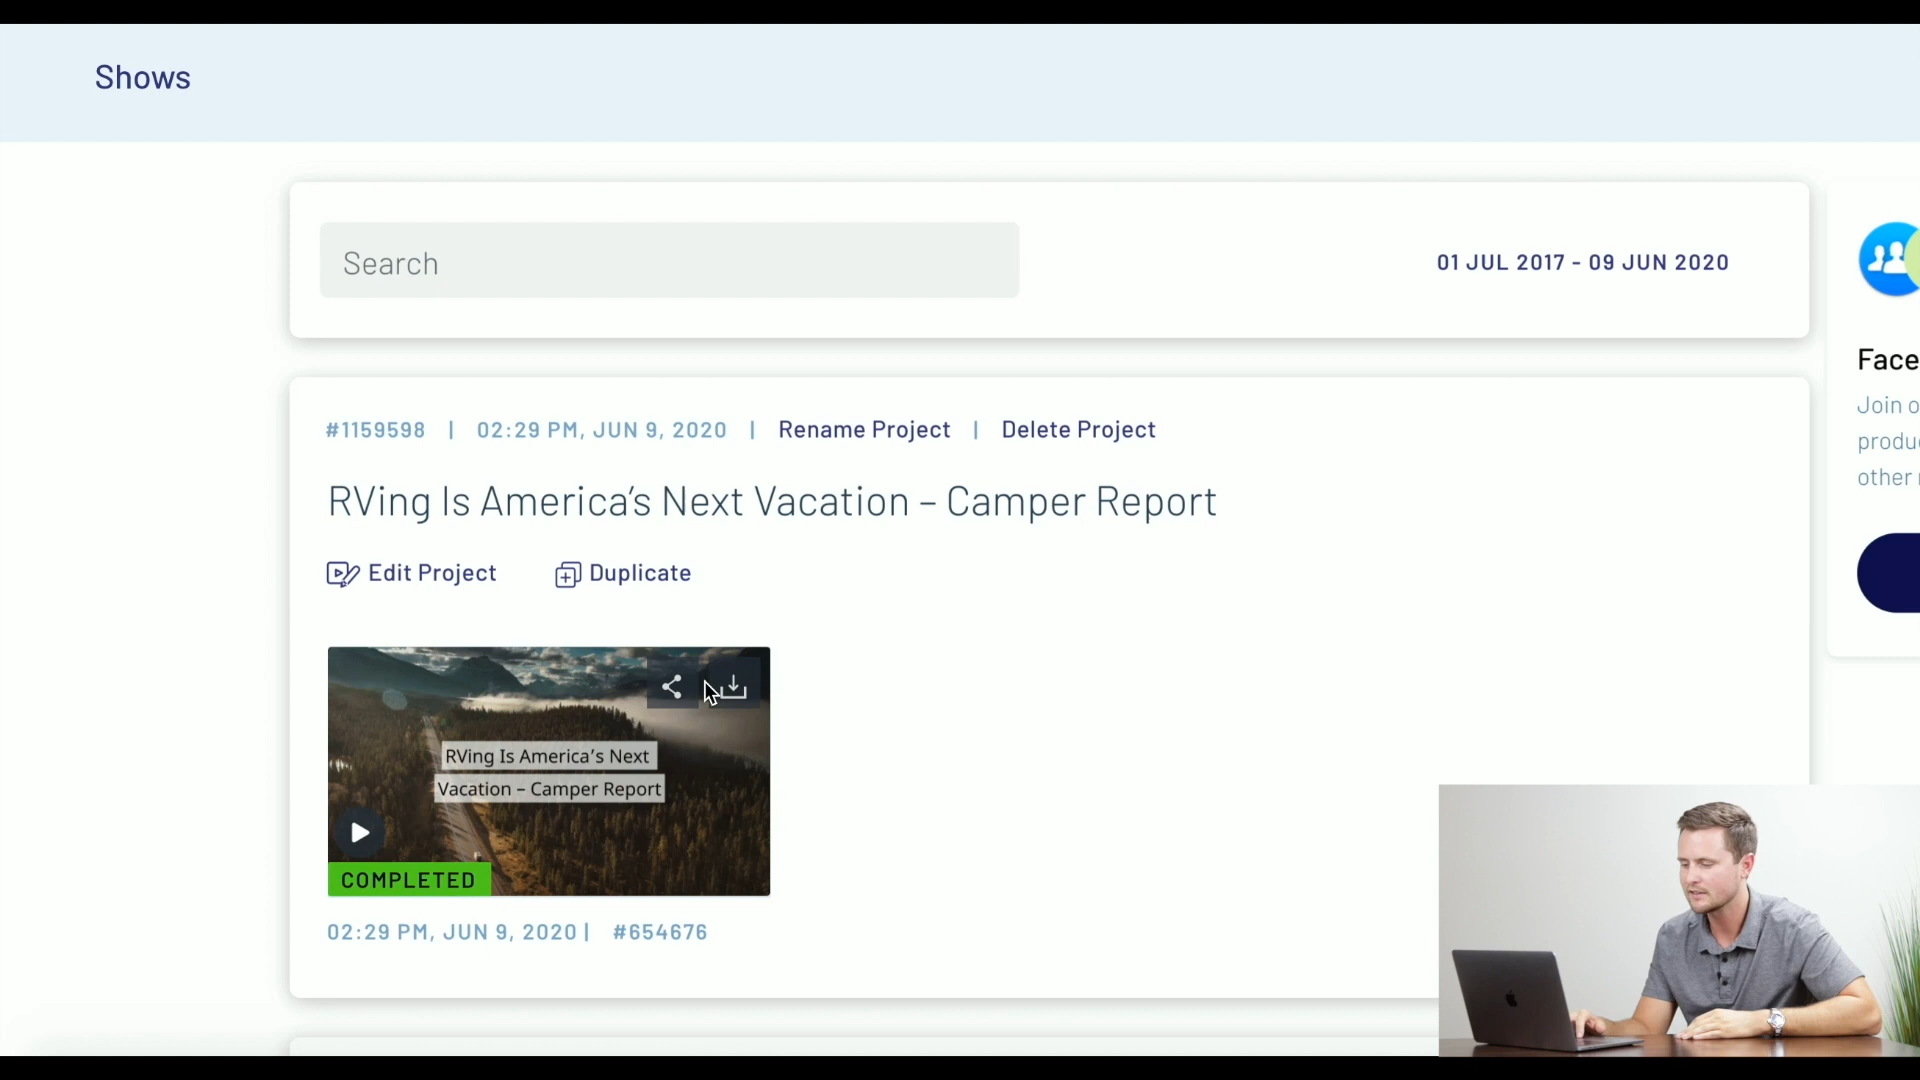 Shows
Search
01 JUL 2017 - 09 JUN 2020
#1159598 | 02:29 PM, JUN 9, 2020 | Rename Project | Delete Project
RVing Is America's Next Vacation – Camper Report
Edit Project
Duplicate
RVing Is America's Next
Vacation – Camper Report
COMPLETED
02:29 PM, JUN 9, 2020 | #654676
Face
Join o
produ
other